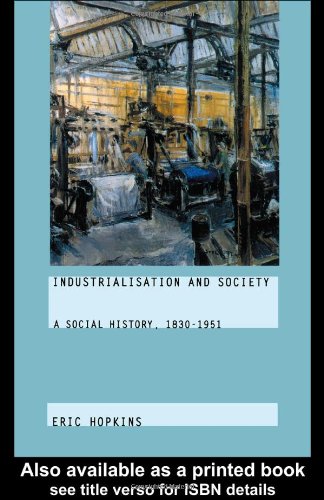 INDUSTRIALISATION AND SOCIETY
A SOCIAL HISTORY, 1830-1951
ERIC HOPKINS
Also available as a printed book
see title verso for ISBN details